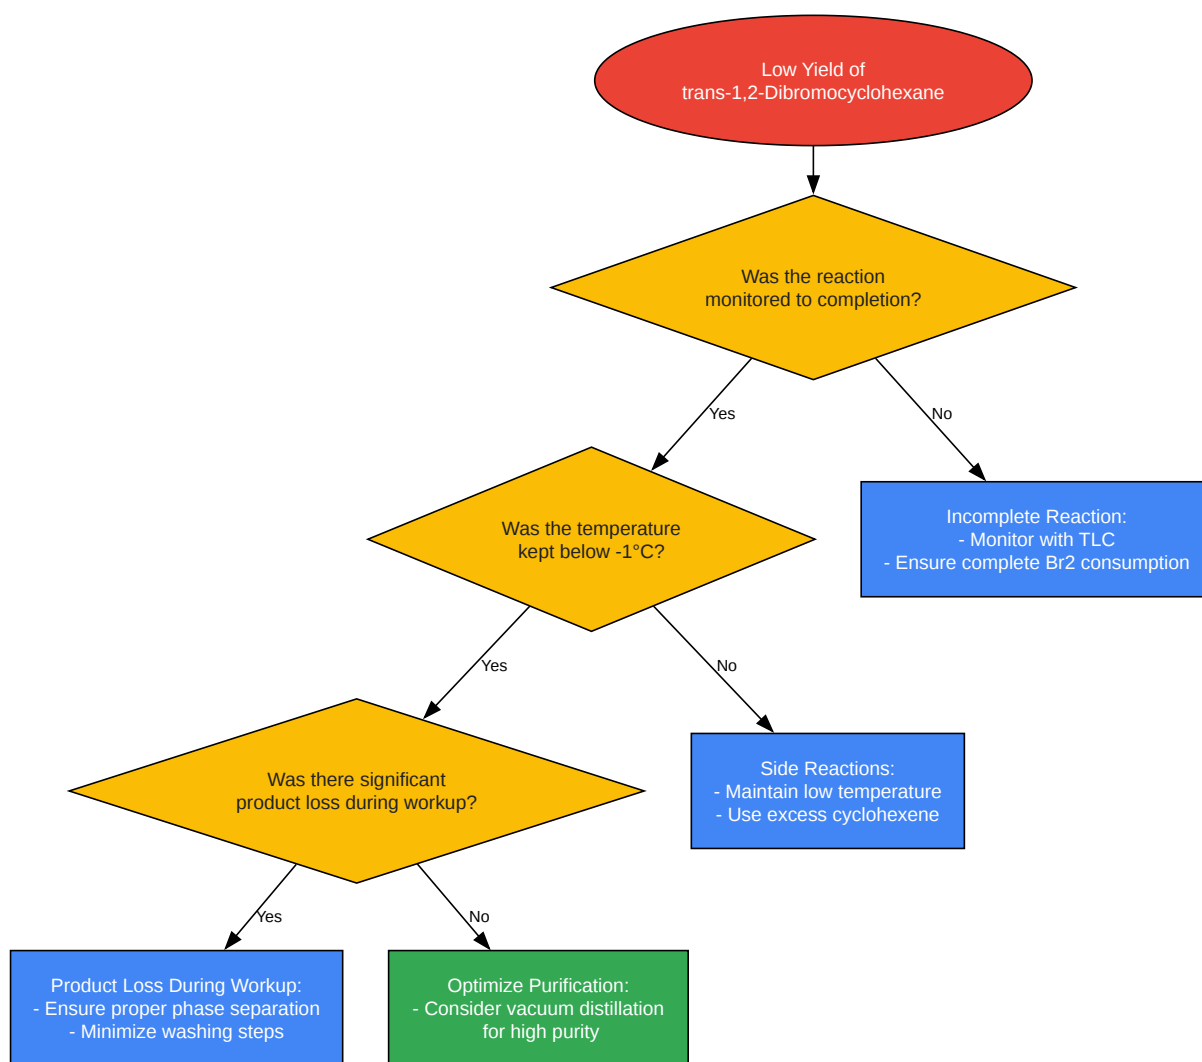 Low Yield of
trans-1,2-Dibromocyclohexane
Was the reaction
monitored to completion?
Yes
No
Was the temperature
kept below -1°C?
Incomplete Reaction:
- Monitor with TLC
- Ensure complete Br2 consumption
Yes
No
Was there significant
product loss during workup?
Side Reactions:
- Maintain low temperature
- Use excess cyclohexene
Yes
No
Product Loss During Workup:
- Ensure proper phase separation
- Minimize washing steps
Optimize Purification:
- Consider vacuum distillation
for high purity